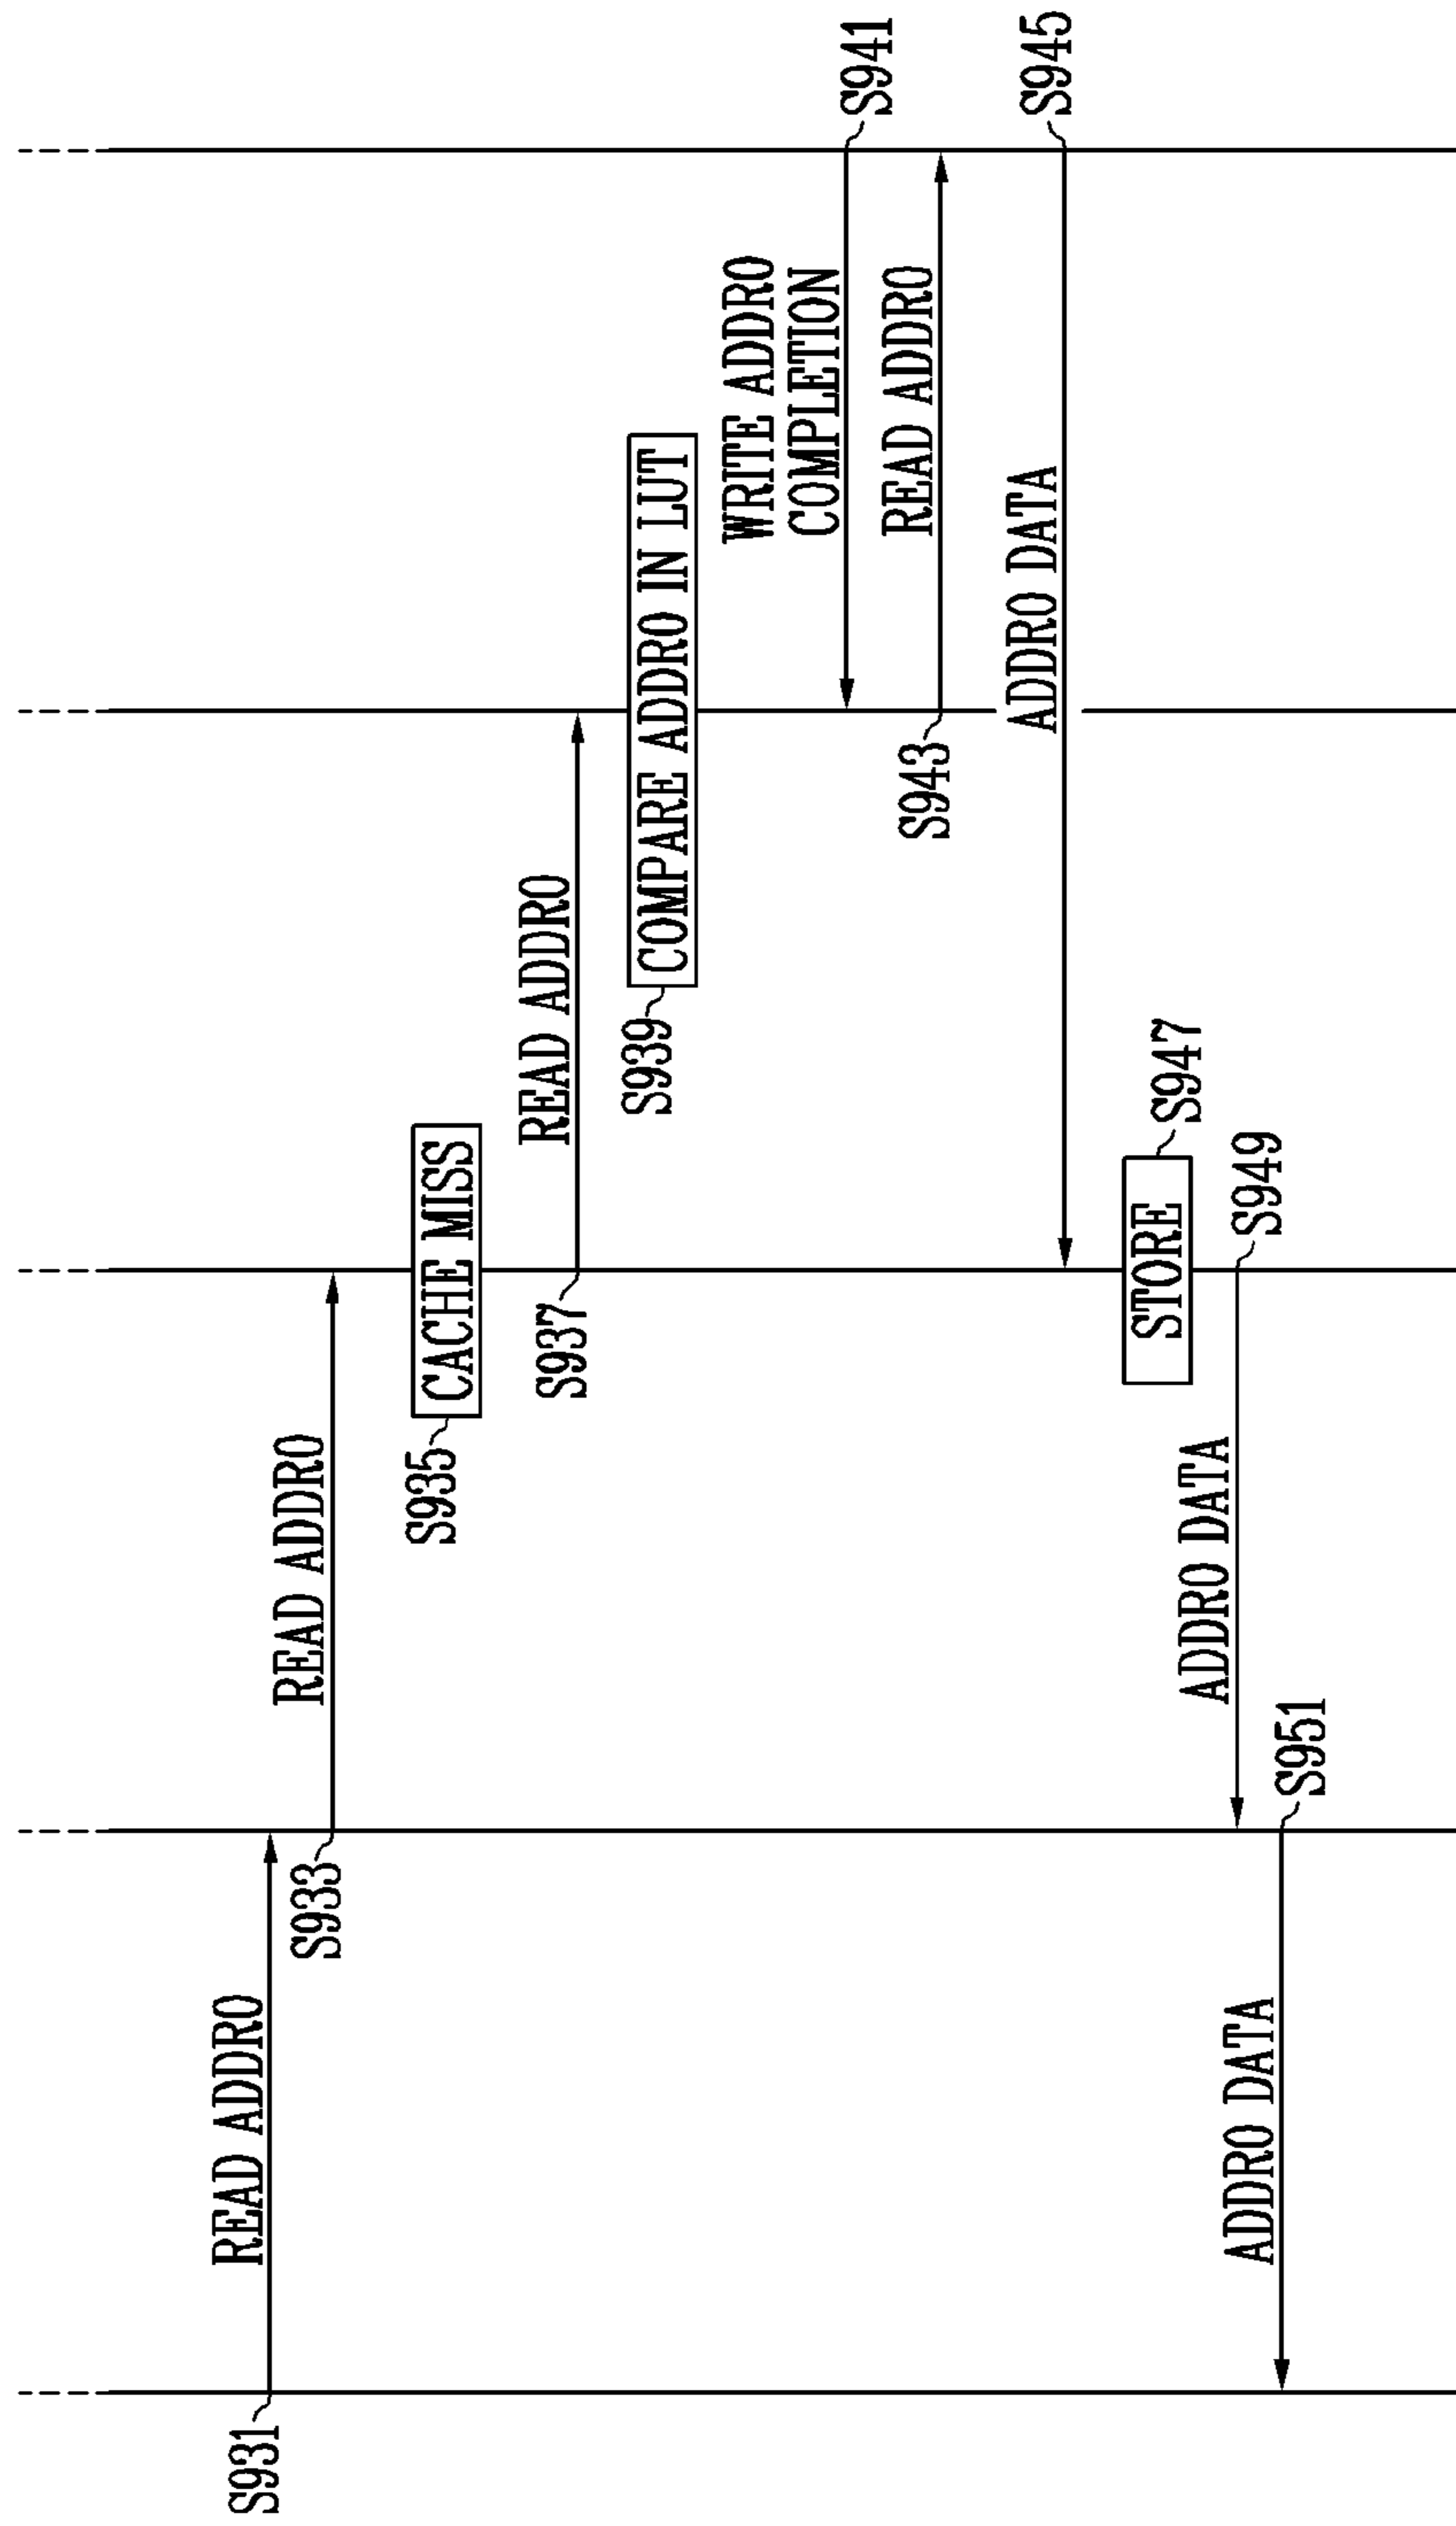 S931
READ ADDR0
S933
READ ADDR0
S935
CACHE MISS
S937
READ ADDR0
S939
COMPARE ADDR0 IN LUT
WRITE ADDR0
COMPLETION
S941
S943
READ ADDR0
ADDR0 DATA
S945
STORE
S947
ADDR0 DATA
S949
ADDR0 DATA
S951